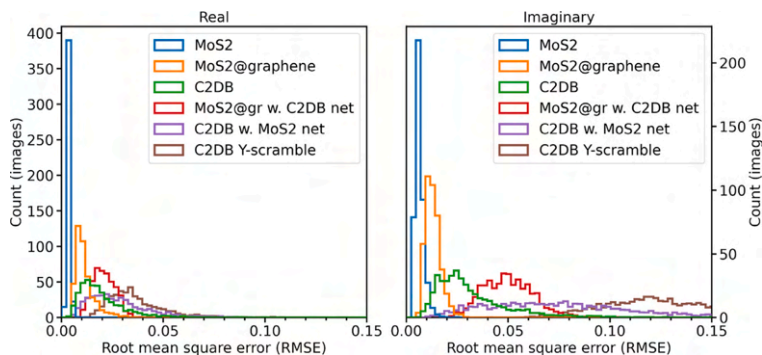 Real
Imaginary
400
350
300
250
200
150
100
50
0
Count (images)
MoS2
MoS2@graphene
C2DB
MoS2@gr w. C2DB net
C2DB w. MoS2 net
C2DB Y-scramble
0.00
0.05
0.10
0.15
Root mean square error (RMSE)
MoS2
MoS2@graphene
C2DB
MoS2@gr w. C2DB net
C2DB w. MoS2 net
C2DB Y-scramble
200
150
100
50
0
Count (images)
0.00
0.05
0.10
0.15
Root mean square error (RMSE)